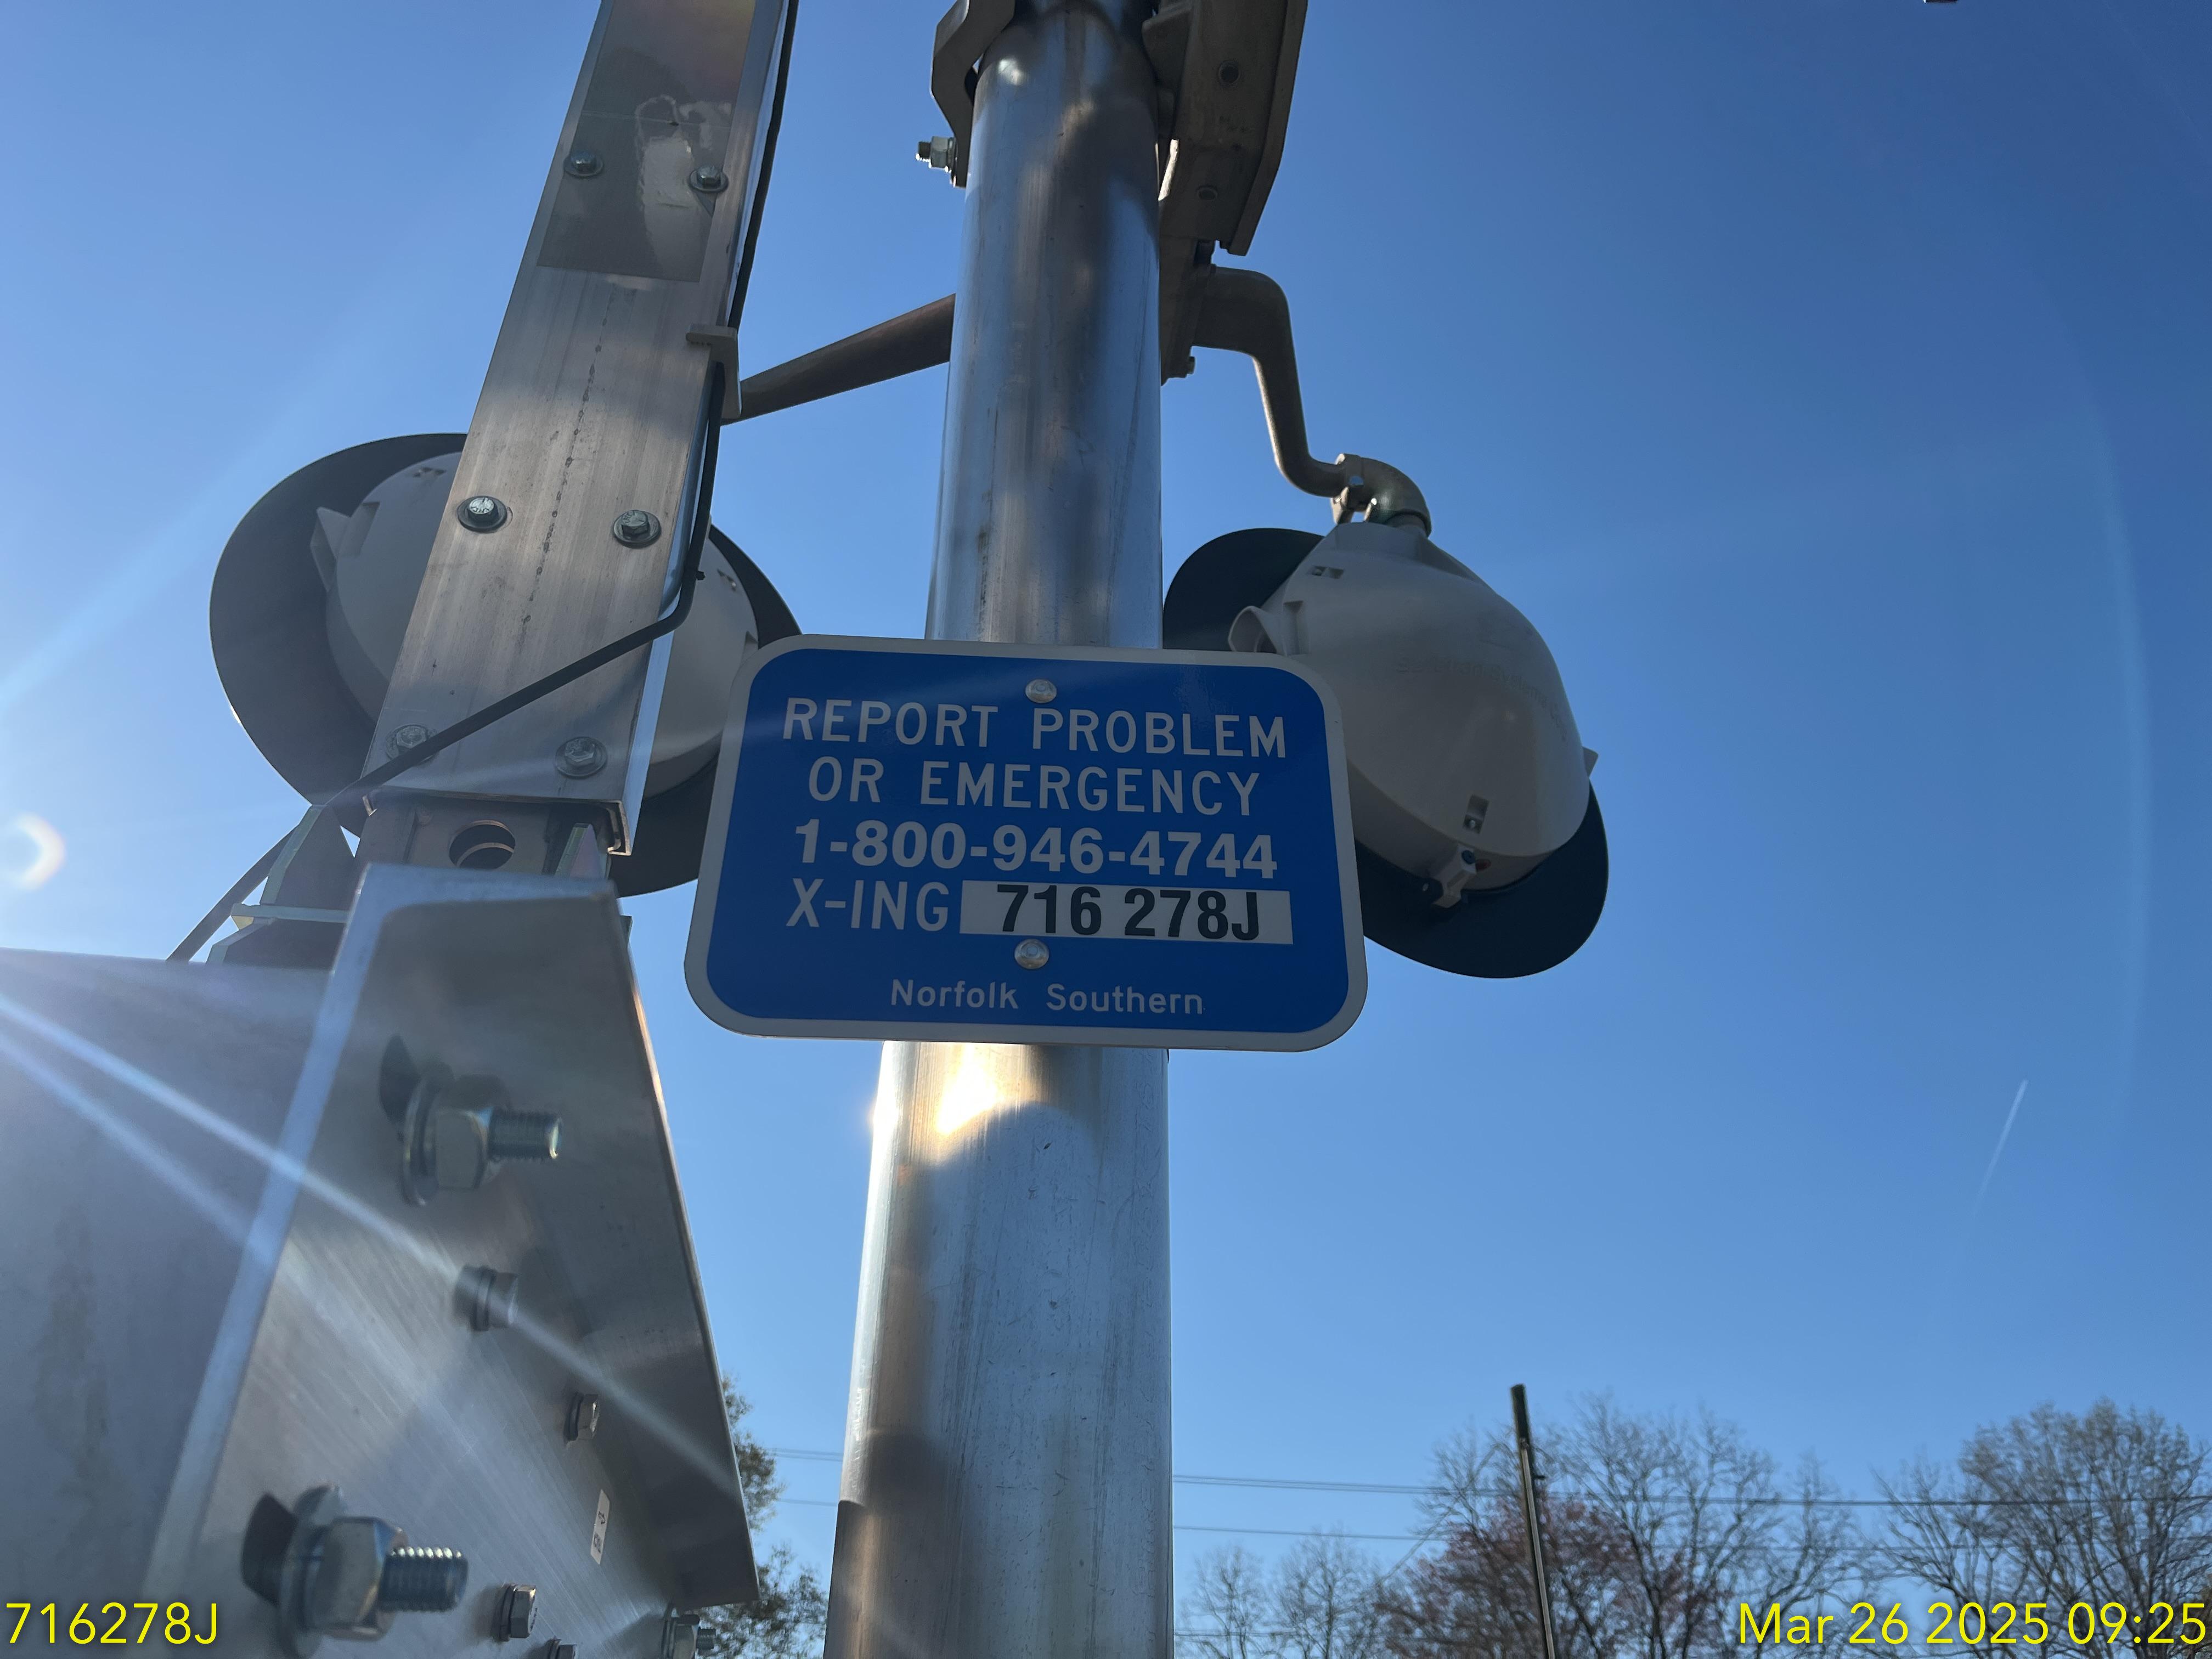 REPORT PROBLEM
OR EMERGENCY
1-800-946-4744
X-ING 716 278J
Norfolk Southern
716278J
Mar 26 2025 09:25